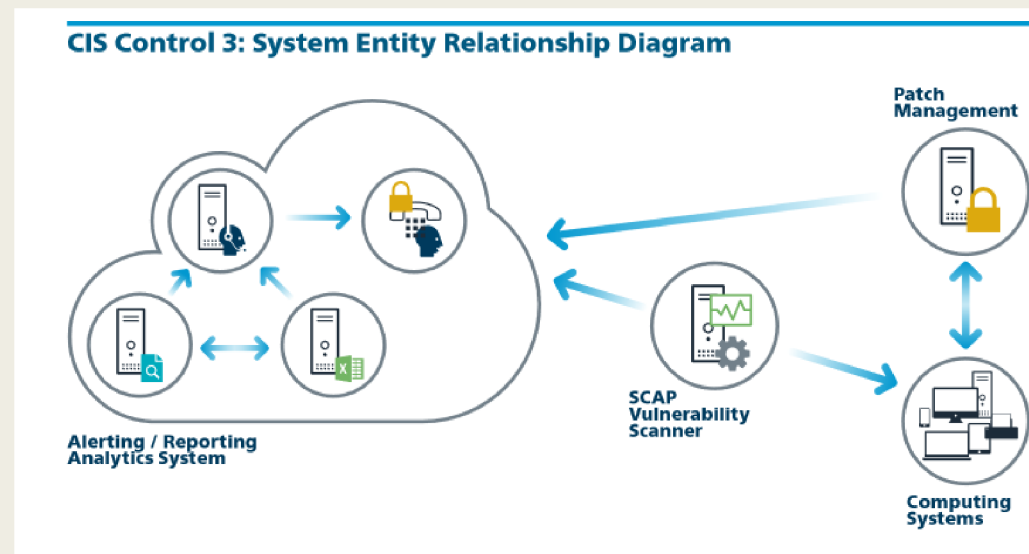 CIS Control 3: System Entity Relationship Diagram
Patch
Management
SCAP
Vulnerability
Scanner
Alerting / Reporting
Analytics System
Computing
Systems